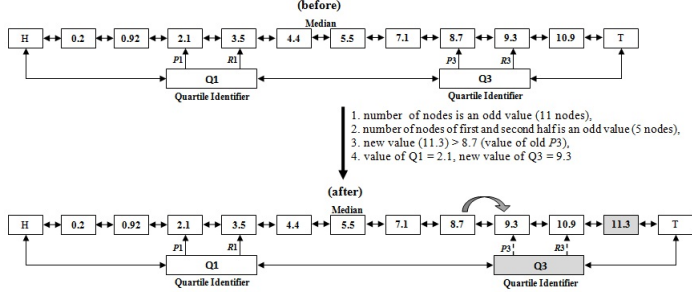 (before)
Median
H 0.2 0.92 2.1 3.5 4.4 5.5 7.1 8.7 9.3 10.9 T
P1 R1 P3 R3
Q1 Q3
Quartile Identifier Quartile Identifier
1. number of nodes is an odd value (11 nodes),
2. number of nodes of first and second half is an odd value (5 nodes),
3. new value (11.3) > 8.7 (value of old P3),
4. value of Q1 = 2.1, new value of Q3 = 9.3
(after)
Median
H 0.2 0.92 2.1 3.5 4.4 5.5 7.1 8.7 9.3 10.9 11.3 T
P1 R1 P3 R3
Q1 Q3
Quartile Identifier Quartile Identifier